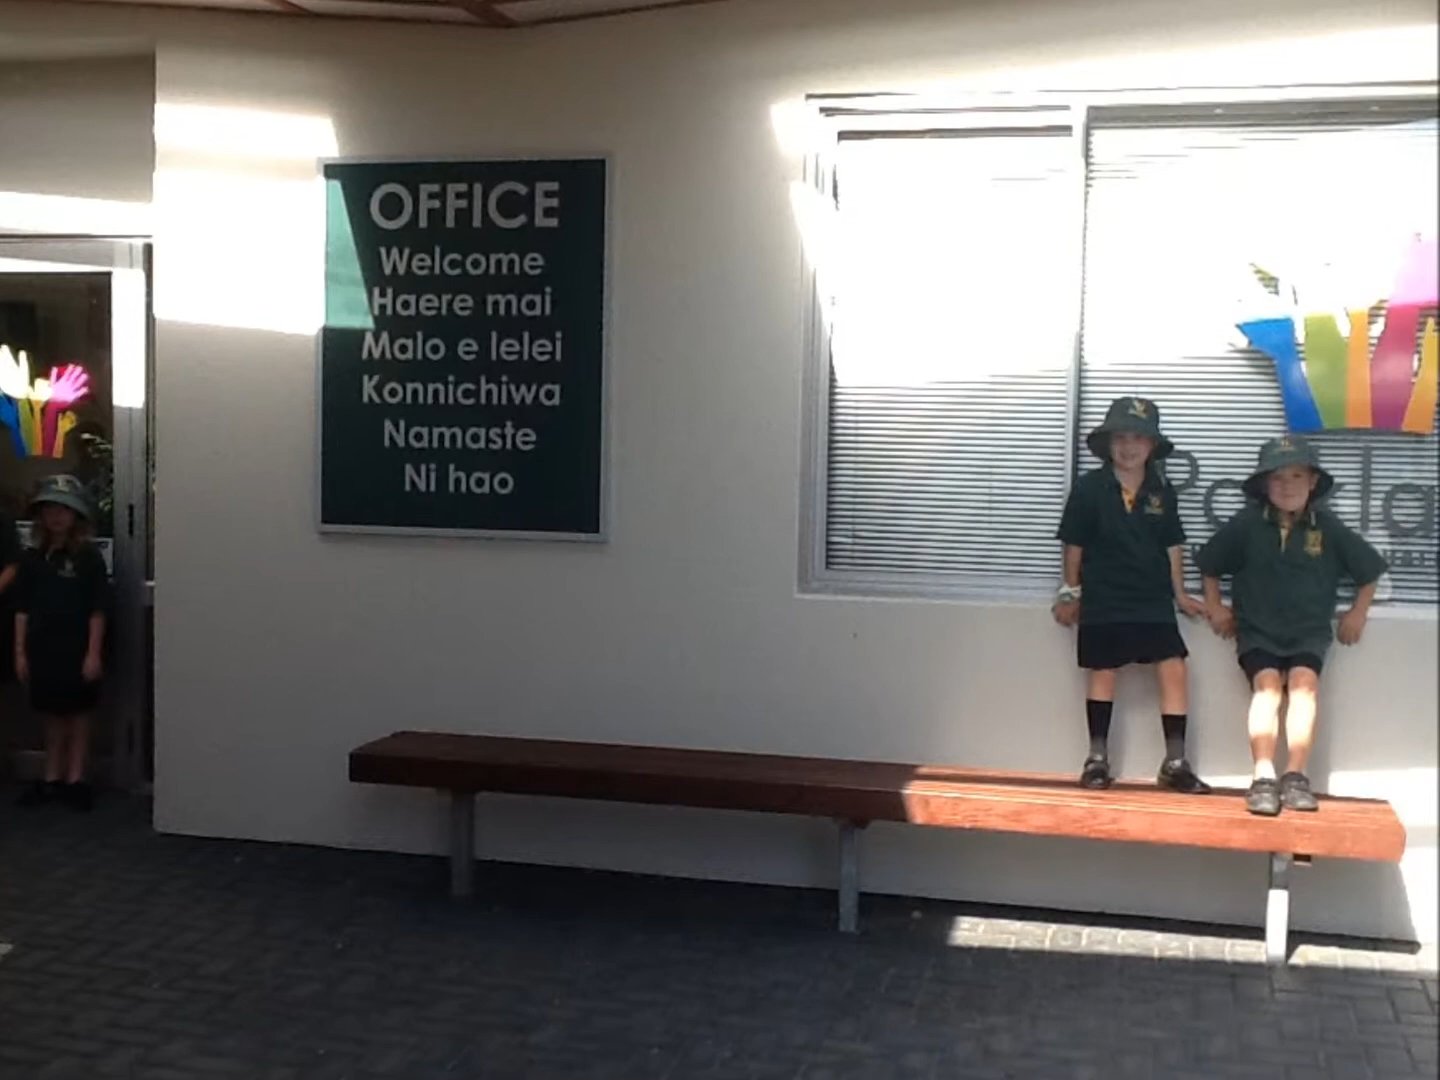 OFFICE
Welcome
Haere mai
Malo e lelei
Konnichiwa
Namaste
Ni hao